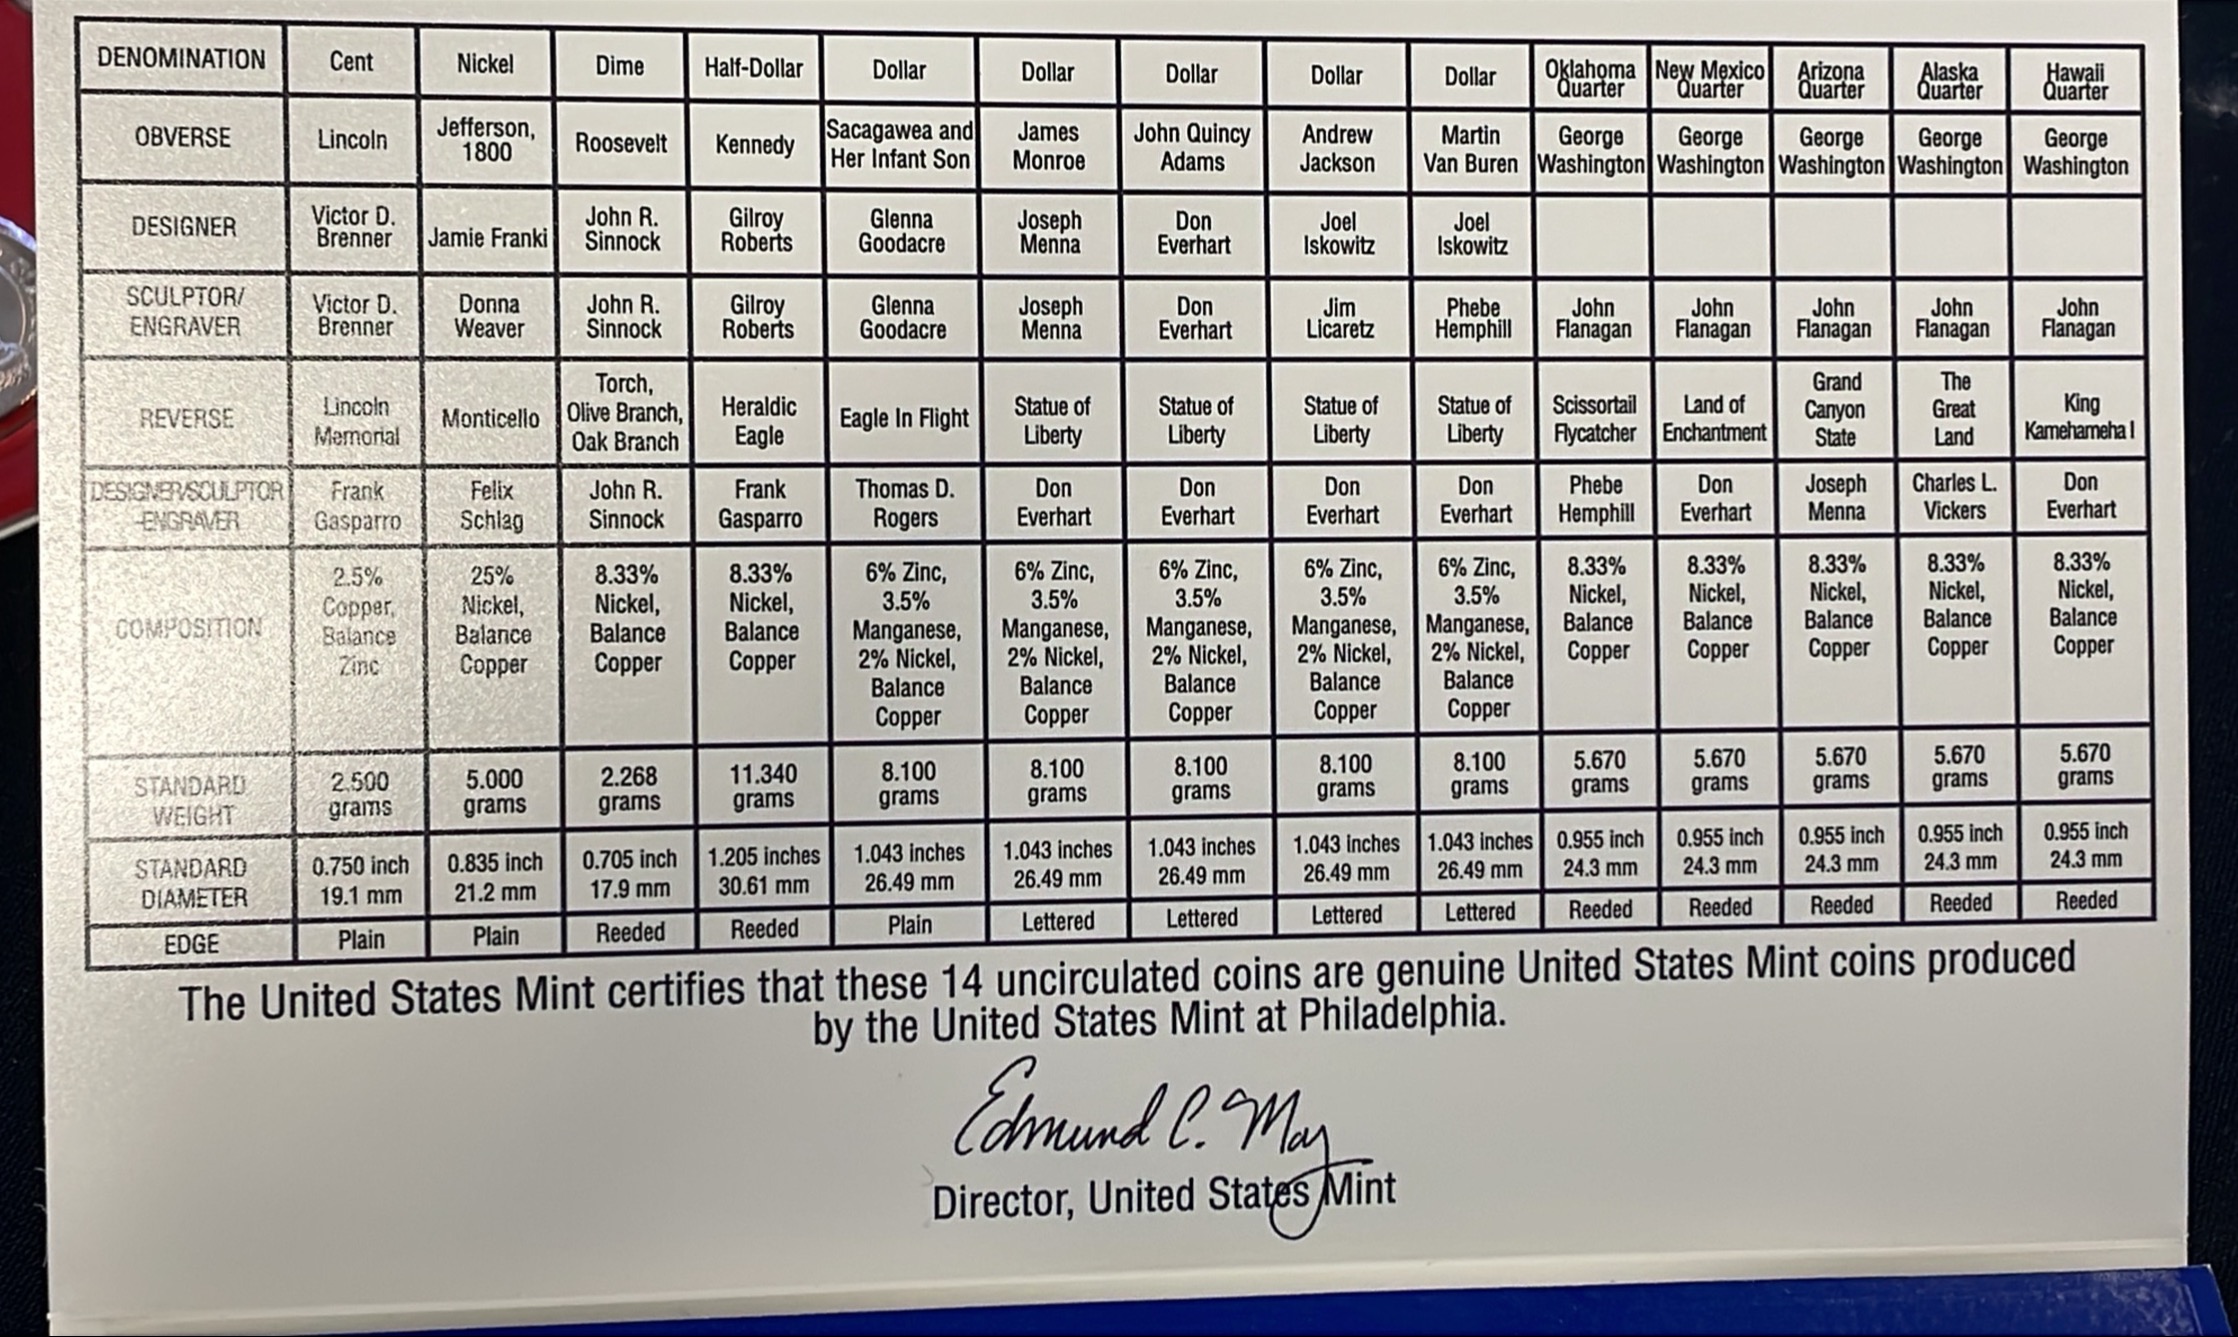 DENOMINATION Cent Nickel Dime Half-Dollar Dollar Dollar Dollar Dollar Dollar Oklahoma Quarter New Mexico Quarter Arizona Quarter Alaska Quarter Hawaii Quarter
OBVERSE Lincoln Jefferson, 1800 Roosevelt Kennedy Sacagawea and Her Infant Son James Monroe John Quincy Adams Andrew Jackson Martin Van Buren George Washington George Washington George Washington George Washington George Washington
DESIGNER Victor D. Brenner Jamie Franki John R. Sinnock Gilroy Roberts Glenna Goodacre Joseph Menna Don Everhart Joel Iskowitz Joel Iskowitz
SCULPTOR/ ENGRAVER Victor D. Brenner Donna Weaver John R. Sinnock Gilroy Roberts Glenna Goodacre Joseph Menna Don Everhart Jim Licaretz Phebe Hemphill John Flanagan John Flanagan John Flanagan John Flanagan John Flanagan
REVERSE Lincoln Memorial Monticello Torch, Olive Branch, Oak Branch Heraldic Eagle Eagle In Flight Statue of Liberty Statue of Liberty Statue of Liberty Statue of Liberty Scissortail Flycatcher Land of Enchantment Grand Canyon State The Great Land King Kamehameha I
DESIGNER/SCULPTOR -ENGRAVER Frank Gasparro Felix Schlag John R. Sinnock Frank Gasparro Thomas D. Rogers Don Everhart Don Everhart Don Everhart Don Everhart Phebe Hemphill Don Everhart Joseph Menna Charles L. Vickers Don Everhart
COMPOSITION 2.5% Copper, Balance Zinc 25% Nickel, Balance Copper 8.33% Nickel, Balance Copper 8.33% Nickel, Balance Copper 6% Zinc, 3.5% Manganese, 2% Nickel, Balance Copper 6% Zinc, 3.5% Manganese, 2% Nickel, Balance Copper 6% Zinc, 3.5% Manganese, 2% Nickel, Balance Copper 6% Zinc, 3.5% Manganese, 2% Nickel, Balance Copper 6% Zinc, 3.5% Manganese, 2% Nickel, Balance Copper 8.33% Nickel, Balance Copper 8.33% Nickel, Balance Copper 8.33% Nickel, Balance Copper 8.33% Nickel, Balance Copper 8.33% Nickel, Balance Copper
STANDARD WEIGHT 2.500 grams 5.000 grams 2.268 grams 11.340 grams 8.100 grams 8.100 grams 8.100 grams 8.100 grams 8.100 grams 5.670 grams 5.670 grams 5.670 grams 5.670 grams 5.670 grams
STANDARD DIAMETER 0.750 inch 19.1 mm 0.835 inch 21.2 mm 0.705 inch 17.9 mm 1.205 inches 30.61 mm 1.043 inches 26.49 mm 1.043 inches 26.49 mm 1.043 inches 26.49 mm 1.043 inches 26.49 mm 1.043 inches 26.49 mm 0.955 inch 24.3 mm 0.955 inch 24.3 mm 0.955 inch 24.3 mm 0.955 inch 24.3 mm 0.955 inch 24.3 mm
EDGE Plain Plain Reeded Reeded Plain Lettered Lettered Lettered Lettered Reeded Reeded Reeded Reeded Reeded
The United States Mint certifies that these 14 uncirculated coins are genuine United States Mint coins produced
by the United States Mint at Philadelphia.
Edmund C. Moy
Director, United States Mint